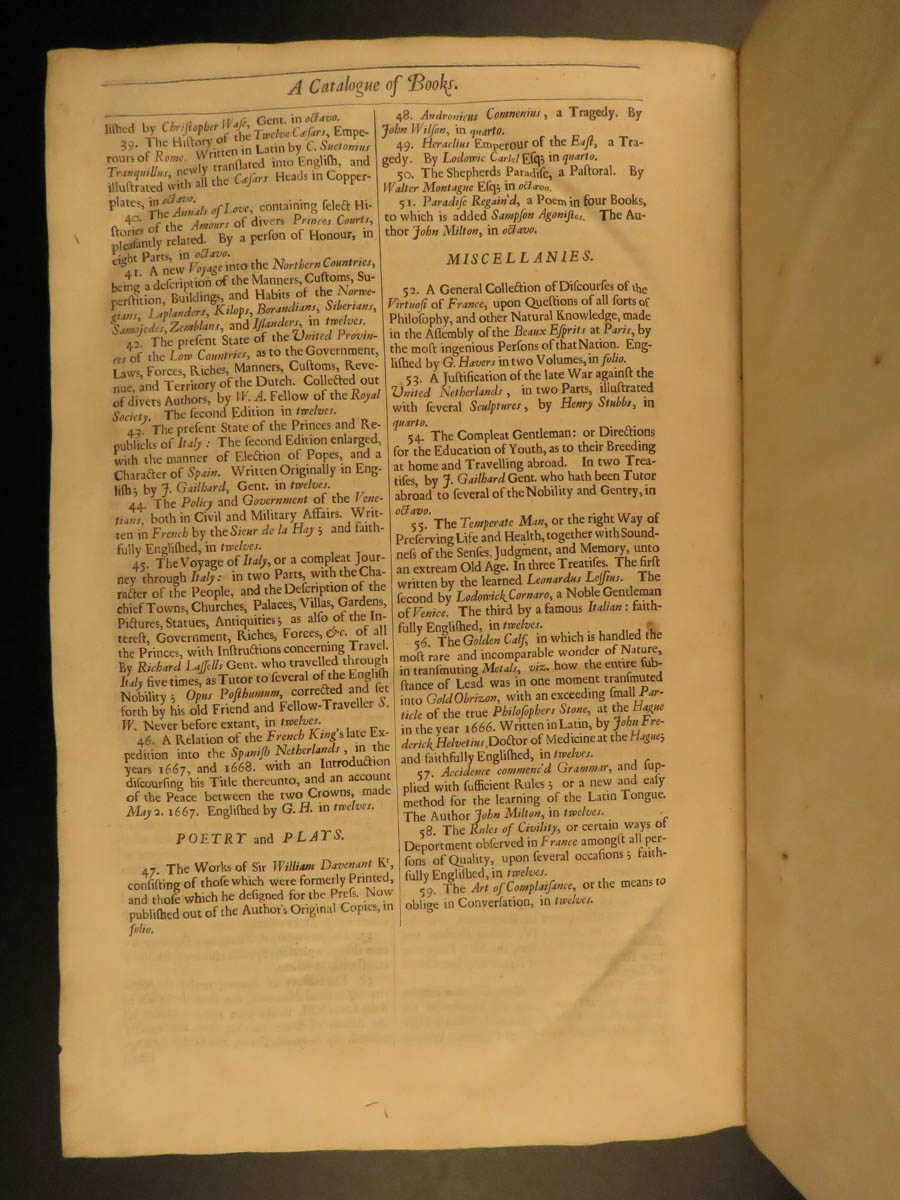 A Catalogue of Books.
liſhed by Chriſtopher Waſe, Gent. in octavo.
39. The Hiſtory of the Twelve Cæſars, Empe-
rours of Rome. Written in Latin by C. Suetonius
Tranquillus, newly tranſlated into Engliſh, and
illuſtrated with all the Cæſars Heads in Copper-
plates, in octavo.
40. The Annals of Love, containing ſelect Hi-
ſtories of the Amours of divers Princes Courts,
pleaſantly related. By a perſon of Honour, in
eight Parts, in octavo.
41. A new Voyage into the Northern Countries,
being a deſcription of the Manners, Cuſtoms, Su-
perſtition, Buildings, and Habits of the Norwe-
gians, Laplanders, Kilops, Borandians, Siberians,
Samojedes, Zemblans, and Iſlanders, in twelves.
42. The preſent State of the United Provin-
ces of the Low Countries, as to the Government,
Laws, Forces, Riches, Manners, Cuſtoms, Reve-
nue, and Territory of the Dutch. Collected out
of divers Authors, by W. A. Fellow of the Royal
Society. The ſecond Edition in twelves.
43. The preſent State of the Princes and Re-
publicks of Italy: The ſecond Edition enlarged,
with the manner of Election of Popes, and a
Character of Spain. Written Originally in Eng-
liſh; by J. Gailhard, Gent. in twelves.
44. The Policy and Government of the Vene-
tians, both in Civil and Military Affairs. Writ-
ten in French by the Sieur de la Hay; and faith-
fully Engliſhed, in twelves.
45. The Voyage of Italy, or a compleat Jour-
ney through Italy: in two Parts, with the Cha-
racter of the People, and the Deſcription of the
chief Towns, Churches, Palaces, Villas, Gardens,
Pictures, Statues, Antiquities; as alſo of the In-
tereſt, Government, Riches, Forces, &c. of all
the Princes, with Inſtructions concerning Travel.
By Richard Laſſells Gent. who travelled through
Italy five times, as Tutor to ſeveral of the Engliſh
Nobility; Opus Poſthumum, corrected and ſet
forth by his old Friend and Fellow-Traveller S.
W. Never before extant, in twelves.
46. A Relation of the French King's late Ex-
pedition into the Spaniſh Netherlands, in the
years 1667, and 1668. with an Introduction
diſcourſing his Title thereunto, and an account
of the Peace between the two Crowns, made
May 2. 1667. Engliſhed by G. H. in twelves.
POETRY and PLAYS.
47. The Works of Sir William Davenant Kt,
conſiſting of thoſe which were formerly Printed,
and thoſe which he deſigned for the Preſs. Now
publiſhed out of the Author's Original Copies, in
folio.
48. Andronicus Comnenius, a Tragedy. By
John Wilſon, in quarto.
49. Heraclius Emperour of the Eaſt, a Tra-
gedy. By Lodowic Carlel Eſq; in quarto.
50. The Shepherds Paradiſe, a Paſtoral. By
Walter Montague Eſq; in octavo.
51. Paradiſe Regain'd, a Poem in four Books,
to which is added Sampſon Agoniſtes. The Au-
thor John Milton, in octavo.
MISCELLANIES.
52. A General Collection of Diſcourſes of the
Virtuoſi of France, upon Queſtions of all ſorts of
Philoſophy, and other Natural Knowledge, made
in the Aſſembly of the Beaux Eſprits at Paris, by
the moſt ingenious Perſons of that Nation. Eng-
liſhed by G. Havers in two Volumes, in folio.
53. A Juſtification of the late War againſt the
United Netherlands, in two Parts, illuſtrated
with ſeveral Sculptures, by Henry Stubbs, in
quarto.
54. The Compleat Gentleman: or Directions
for the Education of Youth, as to their Breeding
at home and Travelling abroad. In two Trea-
tiſes, by J. Gailhard Gent. who hath been Tutor
abroad to ſeveral of the Nobility and Gentry, in
octavo.
55. The Temperate Man, or the right Way of
Preſerving Life and Health, together with Sound-
neſs of the Senſes, Judgment, and Memory, unto
an extream Old Age. In three Treatiſes. The firſt
written by the learned Leonardus Leſſius. The
ſecond by Lodowick Cornaro, a Noble Gentleman
of Venice. The third by a famous Italian: faith-
fully Engliſhed, in twelves.
56. The Golden Calf, in which is handled the
moſt rare and incomparable wonder of Nature,
in tranſmuting Metals, viz. how the entire ſub-
ſtance of Lead was in one moment tranſmuted
into Gold Obrizon, with an exceeding ſmall Par-
ticle of the true Philoſophers Stone, at the Hague
in the year 1666. Written in Latin, by John Fre-
derick Helvetius, Doctor of Medicine at the Hague;
and faithfully Engliſhed, in twelves.
57. Accidence commenc'd Grammar, and ſup-
plied with ſufficient Rules; or a new and eaſy
method for the learning of the Latin Tongue.
The Author John Milton, in twelves.
58. The Rules of Civility, or certain ways of
Deportment obſerved in France amongſt all per-
ſons of Quality, upon ſeveral occaſions; faith-
fully Engliſhed, in twelves.
59. The Art of Complaiſance, or the means to
oblige in Converſation, in twelves.